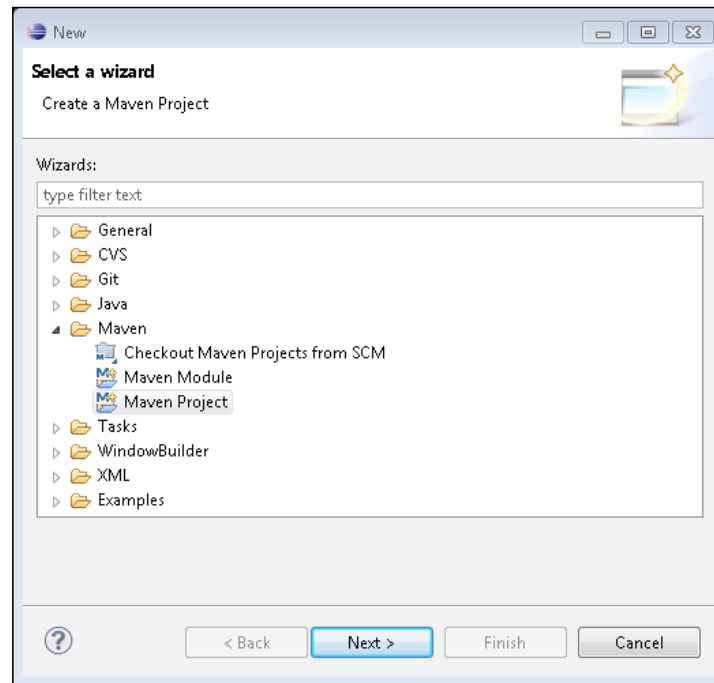 New
Select a wizard
Create a Maven Project
Wizards:
type filter text
General
CVS
Git
Java
Maven
Checkout Maven Projects from SCM
Maven Module
Maven Project
Tasks
WindowBuilder
XML
Examples
? < Back Next > Finish Cancel